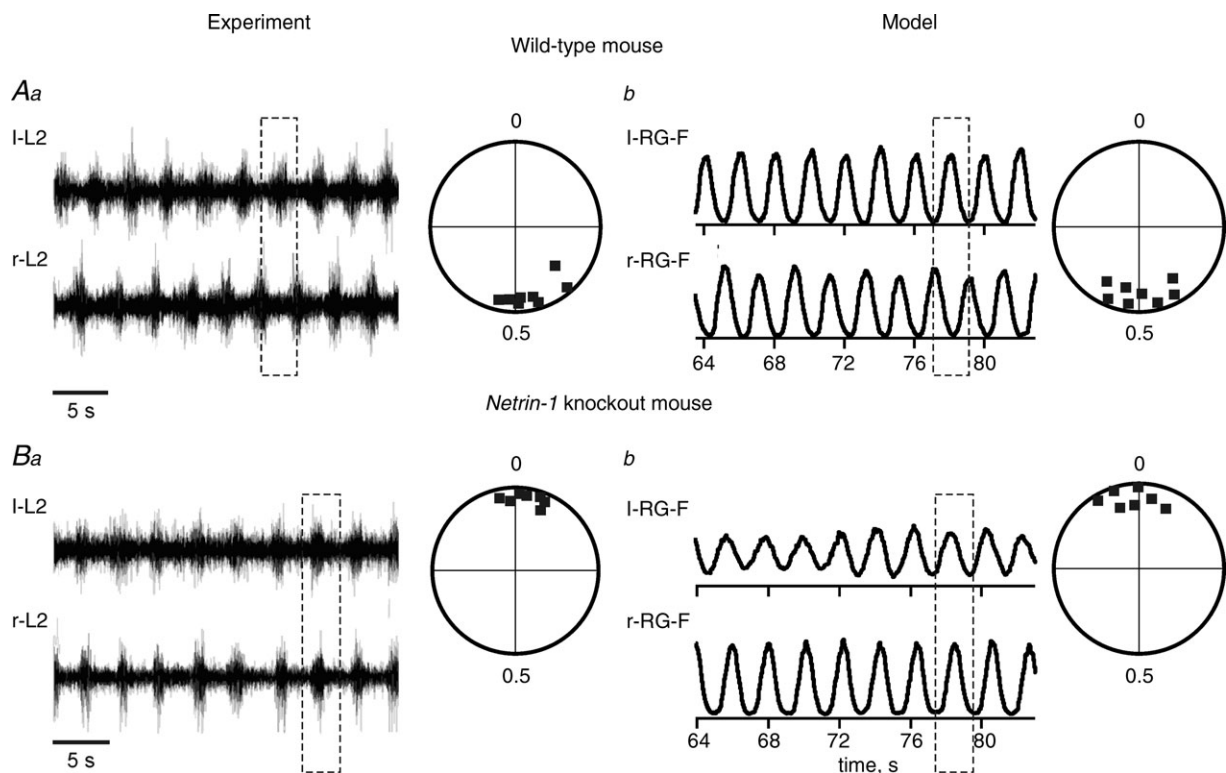 Experiment
Model
Wild-type mouse
Aa
b
l-L2
r-L2
5 s
0
0.5
l-RG-F
r-RG-F
64 68 72 76 80
0
0.5
Netrin-1 knockout mouse
Ba
b
l-L2
r-L2
5 s
0
0.5
l-RG-F
r-RG-F
64 68 72 76 80
time, s
0
0.5